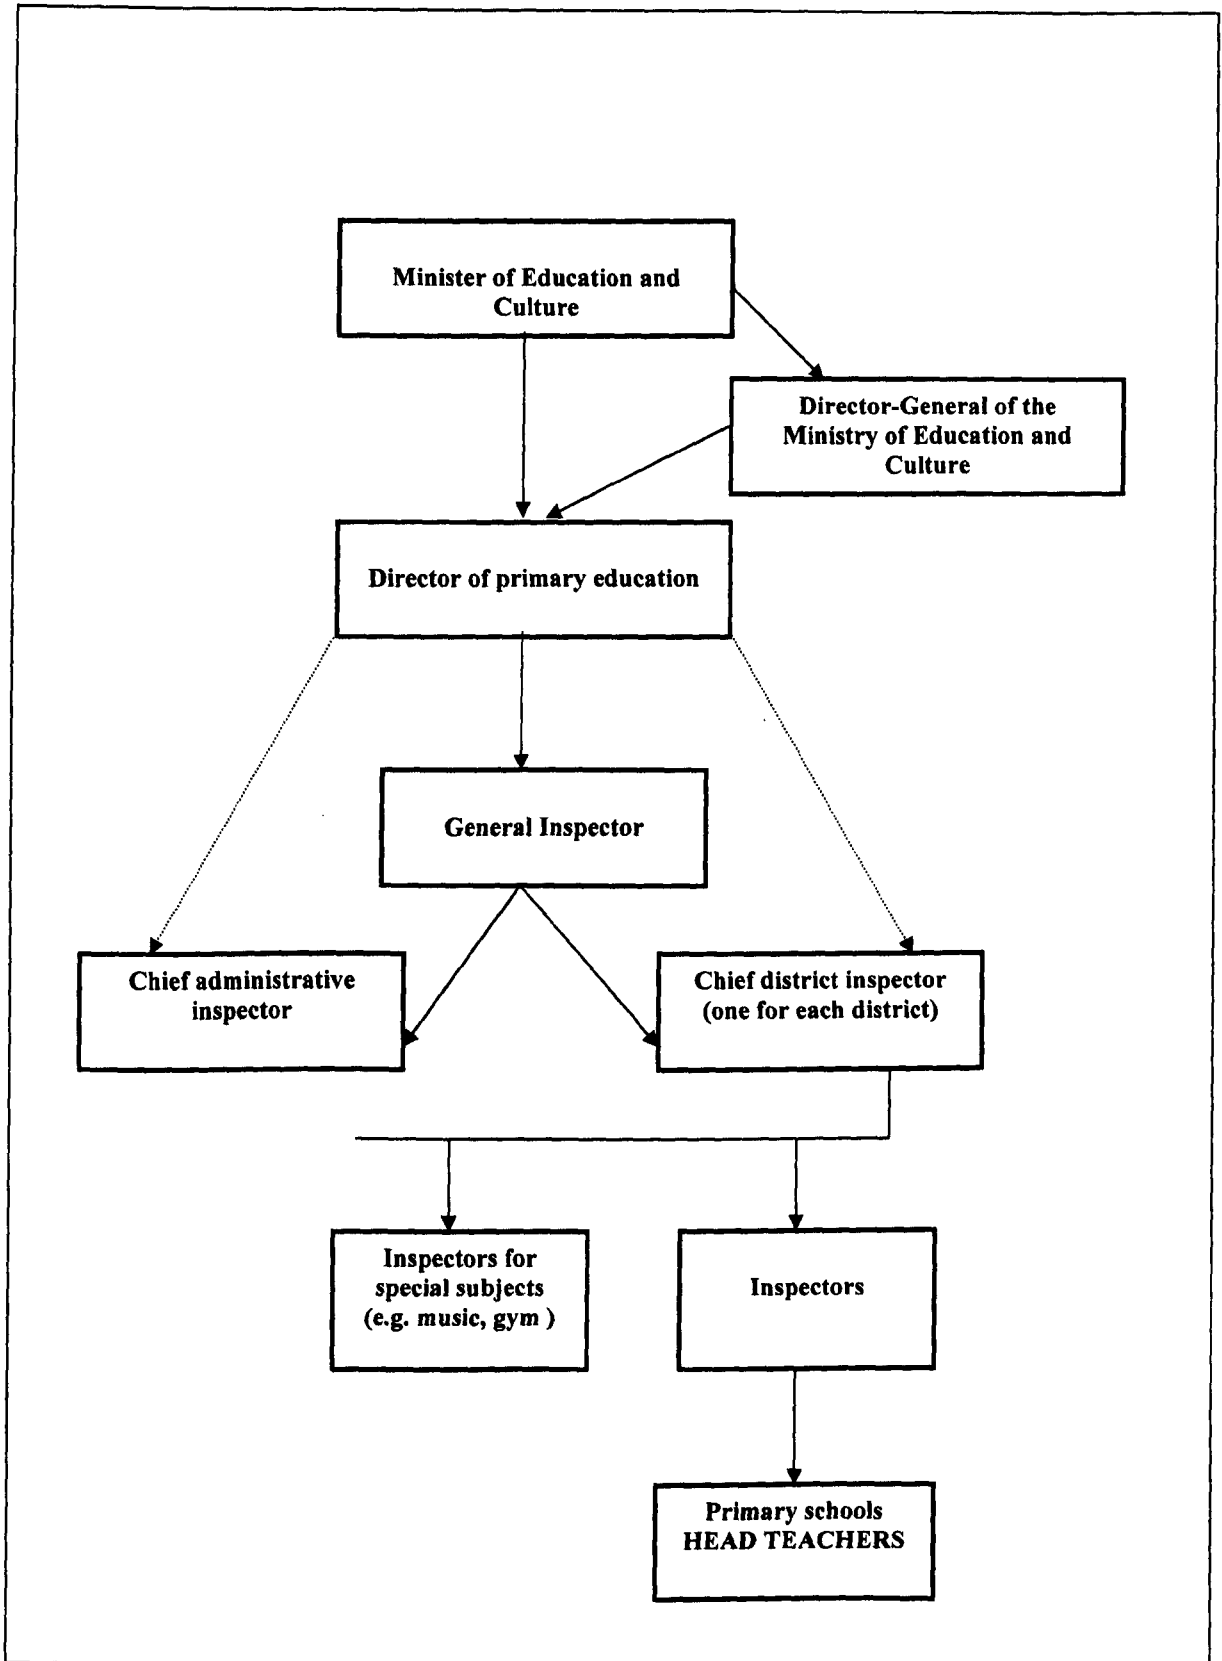 Minister of Education and
Culture
Director-General of the
Ministry of Education and
Culture
Director of primary education
General Inspector
Chief administrative
inspector
Chief district inspector
(one for each district)
Inspectors for
special subjects
(e.g. music, gym )
Inspectors
Primary schools
HEAD TEACHERS